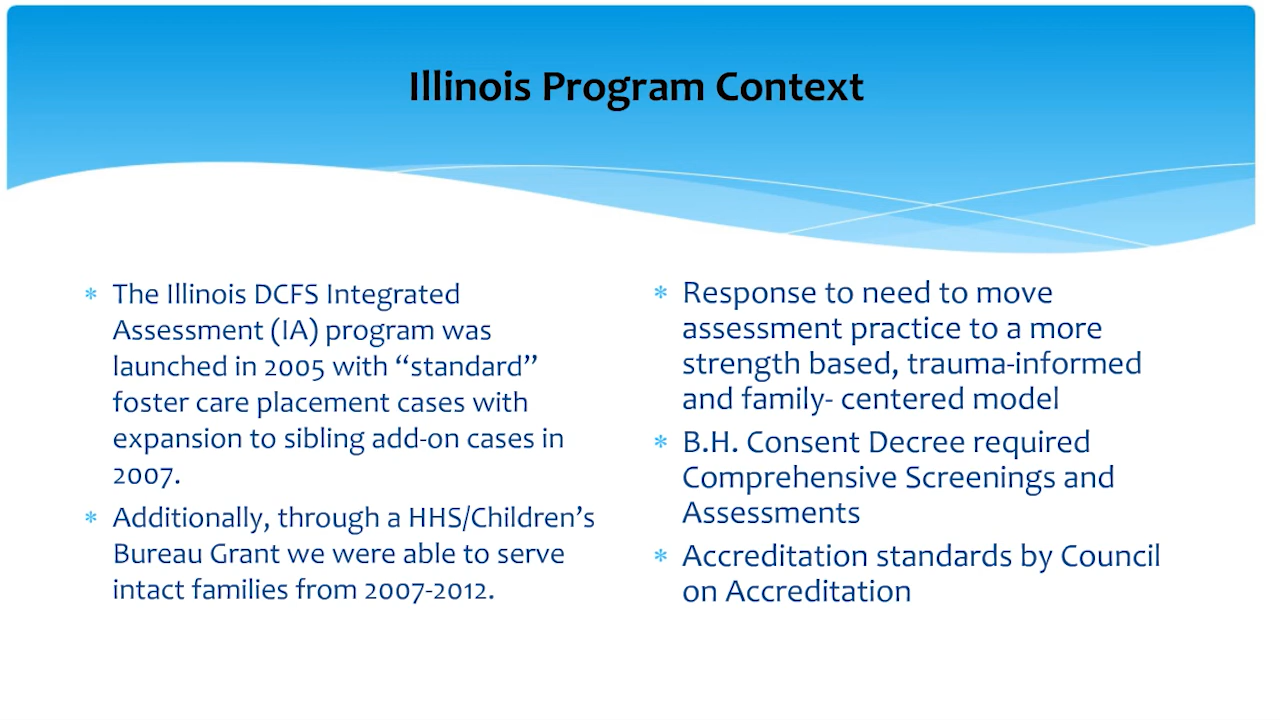 Illinois Program Context
* The Illinois DCFS Integrated
Assessment (IA) program was
launched in 2005 with “standard”
foster care placement cases with
expansion to sibling add-on cases in
2007.
* Additionally, through a HHS/Children’s
Bureau Grant we were able to serve
intact families from 2007-2012.
* Response to need to move
assessment practice to a more
strength based, trauma-informed
and family- centered model
* B.H. Consent Decree required
Comprehensive Screenings and
Assessments
* Accreditation standards by Council
on Accreditation